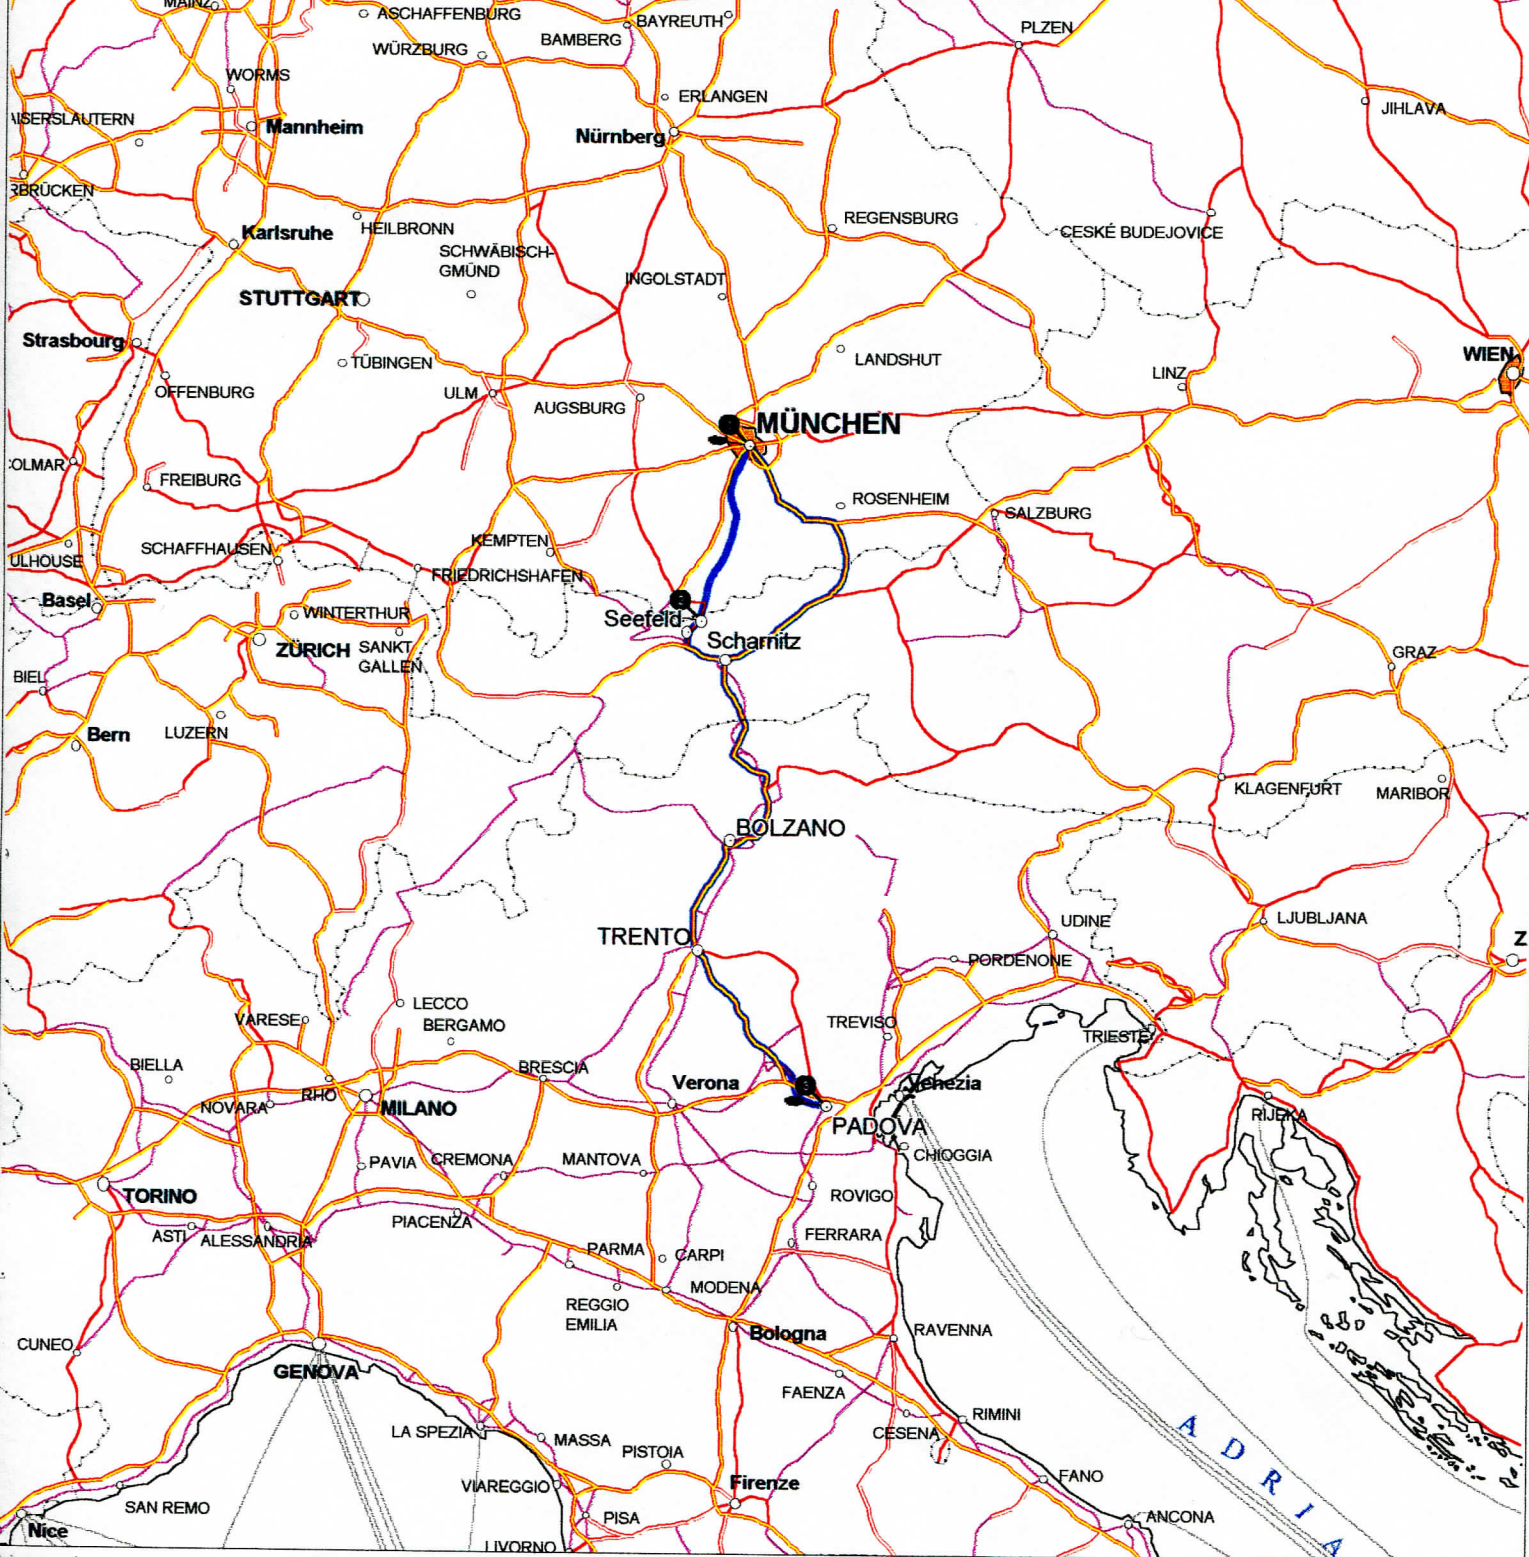 MAINZ
ASCHAFFENBURG
BAYREUTH
PLZEN
BAMBERG
WÜRZBURG
WORMS
ERLANGEN
JIHLAVA
AISERSLAUTERN
Mannheim
Nürnberg
RBRÜCKEN
Karlsruhe
HEILBRONN
REGENSBURG
CESKÉ BUDEJOVICE
SCHWÄBISCH-
GMÜND
INGOLSTADT
STUTTGART
Strasbourg
TÜBINGEN
LANDSHUT
WIEN
LINZ
OFFENBURG
ULM
AUGSBURG
MÜNCHEN
OLMAR
FREIBURG
ROSENHEIM
SALZBURG
KEMPTEN
SCHAFFHAUSEN
ULHOUSE
FRIEDRICHSHAFEN
Basel
WINTERTHUR
Seefeld
Scharnitz
ZÜRICH
SANKT
GALLEN
GRAZ
BIEL
Bern
LUZERN
KLAGENFURT
MARIBOR
BOLZANO
UDINE
LJUBLJANA
TRENTO
Z
PORDENONE
LECCO
VARESE
BERGAMO
TREVISO
TRIESTE
BIELLA
BRESCIA
Verona
Venezia
RHO
NOVARA
MILANO
PADOVA
RIJEKA
PAVIA
CREMONA
MANTOVA
CHIOGGIA
TORINO
ROVIGO
PIACENZA
ASTI
ALESSANDRIA
FERRARA
PARMA
CARPI
MODENA
REGGIO
EMILIA
Bologna
RAVENNA
CUNEO
GENOVA
FAENZA
RIMINI
LA SPEZIA
MASSA
PISTOIA
CESENA
ADRIA
VIAREGGIO
Firenze
FANO
SAN REMO
PISA
ANCONA
Nice
LIVORNO